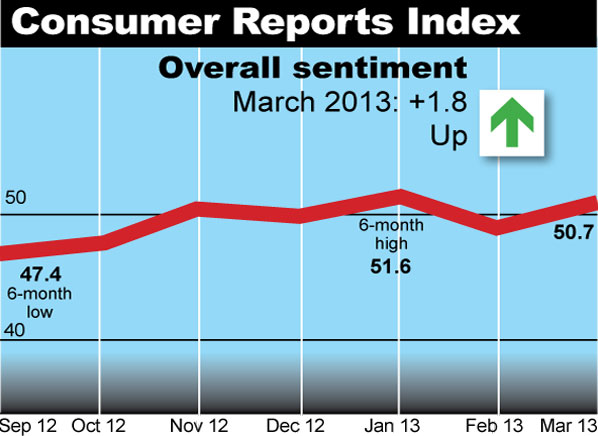 Consumer Reports Index
Overall sentiment
March 2013: +1.8
Up
50
47.4
6-month
low
6-month
high
51.6
50.7
40
Sep 12 Oct 12 Nov 12 Dec 12 Jan 13 Feb 13 Mar 13